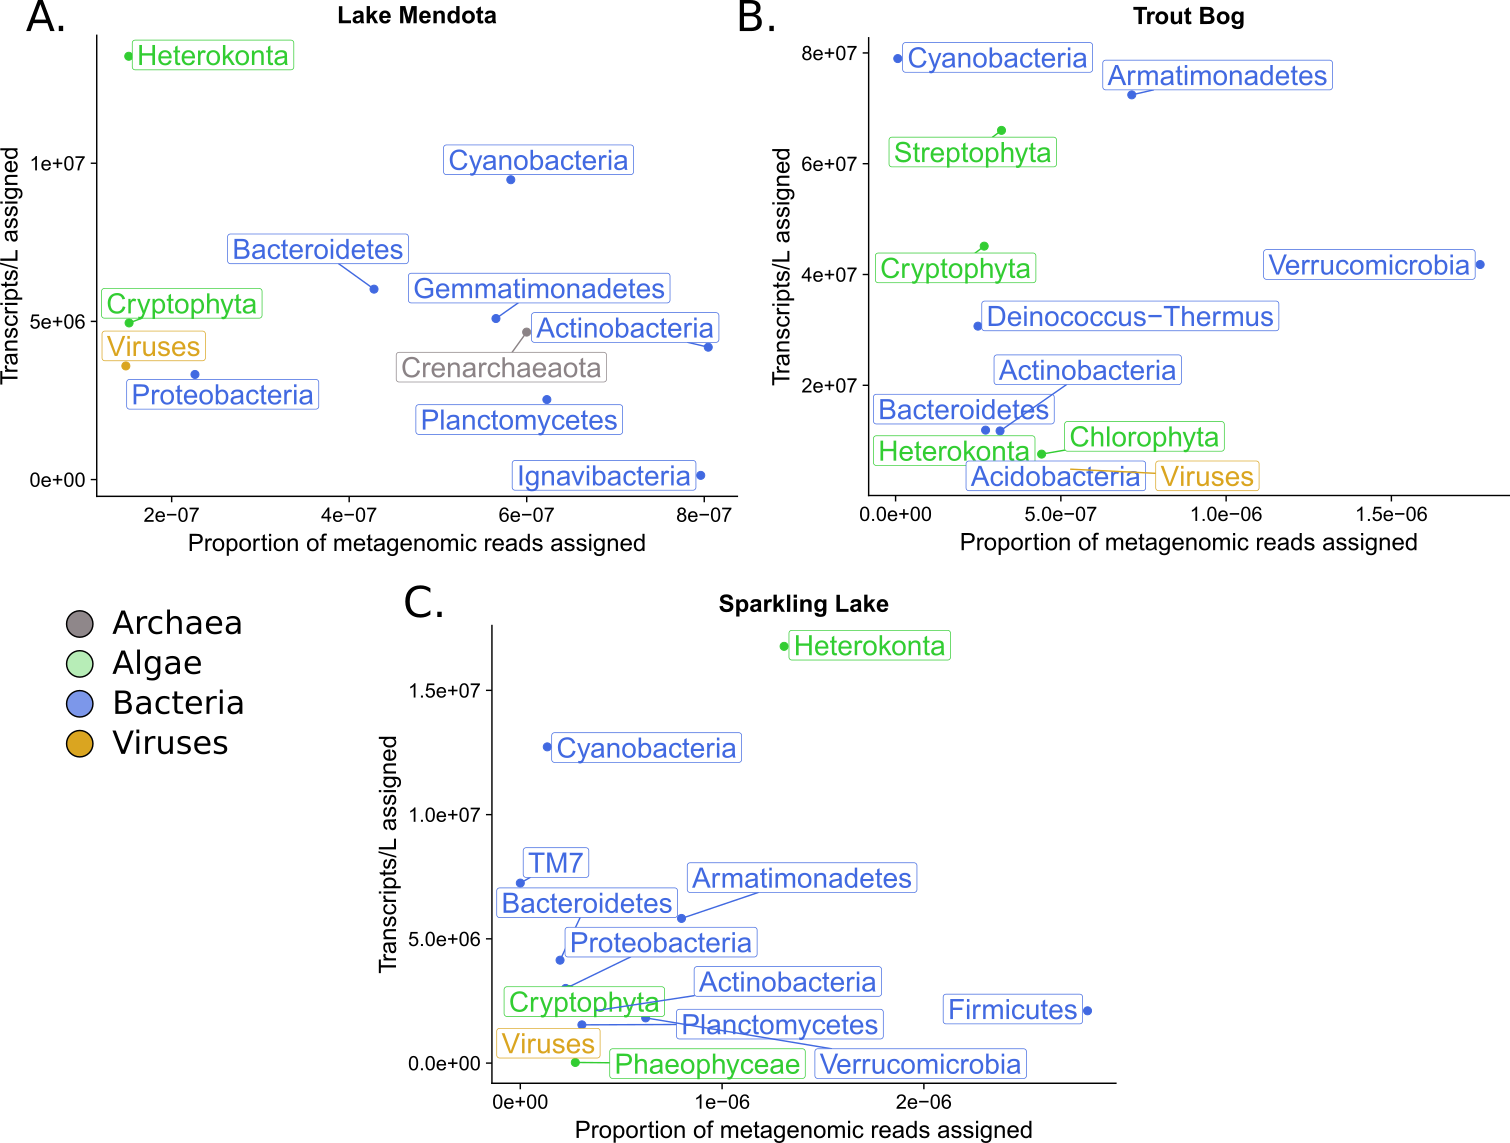 A.
Lake Mendota
Transcripts/L assigned
1e+07
5e+06
0e+00
Heterokonta
Cyanobacteria
Bacteroidetes
Gemmatimonadetes
Cryptophyta
Actinobacteria
Viruses
Crenarchaeaota
Proteobacteria
Planctomycetes
Ignavibacteria
2e−07
4e−07
6e−07
8e−07
Proportion of metagenomic reads assigned
B.
Trout Bog
Transcripts/L assigned
8e+07
6e+07
4e+07
2e+07
Cyanobacteria
Armatimonadetes
Streptophyta
Cryptophyta
Verrucomicrobia
Deinococcus−Thermus
Actinobacteria
Bacteroidetes
Chlorophyta
Heterokonta
Acidobacteria
Viruses
0.0e+00
5.0e−07
1.0e−06
1.5e−06
Proportion of metagenomic reads assigned
Archaea
Algae
Bacteria
Viruses
C.
Sparkling Lake
Transcripts/L assigned
1.5e+07
1.0e+07
5.0e+06
0.0e+00
Heterokonta
Cyanobacteria
TM7
Armatimonadetes
Bacteroidetes
Proteobacteria
Actinobacteria
Cryptophyta
Firmicutes
Planctomycetes
Viruses
Phaeophyceae
Verrucomicrobia
0e+00
1e−06
2e−06
Proportion of metagenomic reads assigned